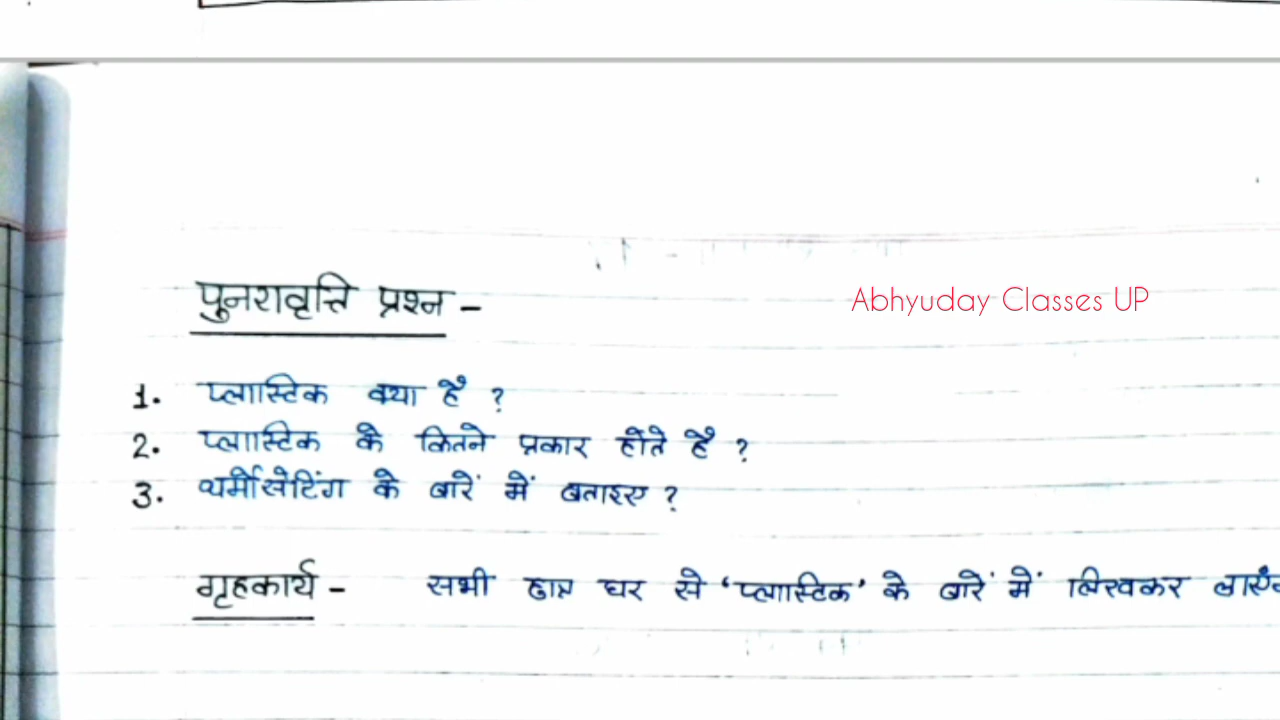 पुनरावृत्ति प्रश्न -
Abhyuday Classes UP
1. प्लास्टिक क्या है ?
2. प्लास्टिक के कितने प्रकार होते है ?
3. थर्मोसेटिंग के बारें में बताइए ?
गृहकार्य - सभी छात्र घर से 'प्लास्टिक' के बारें में लिखकर